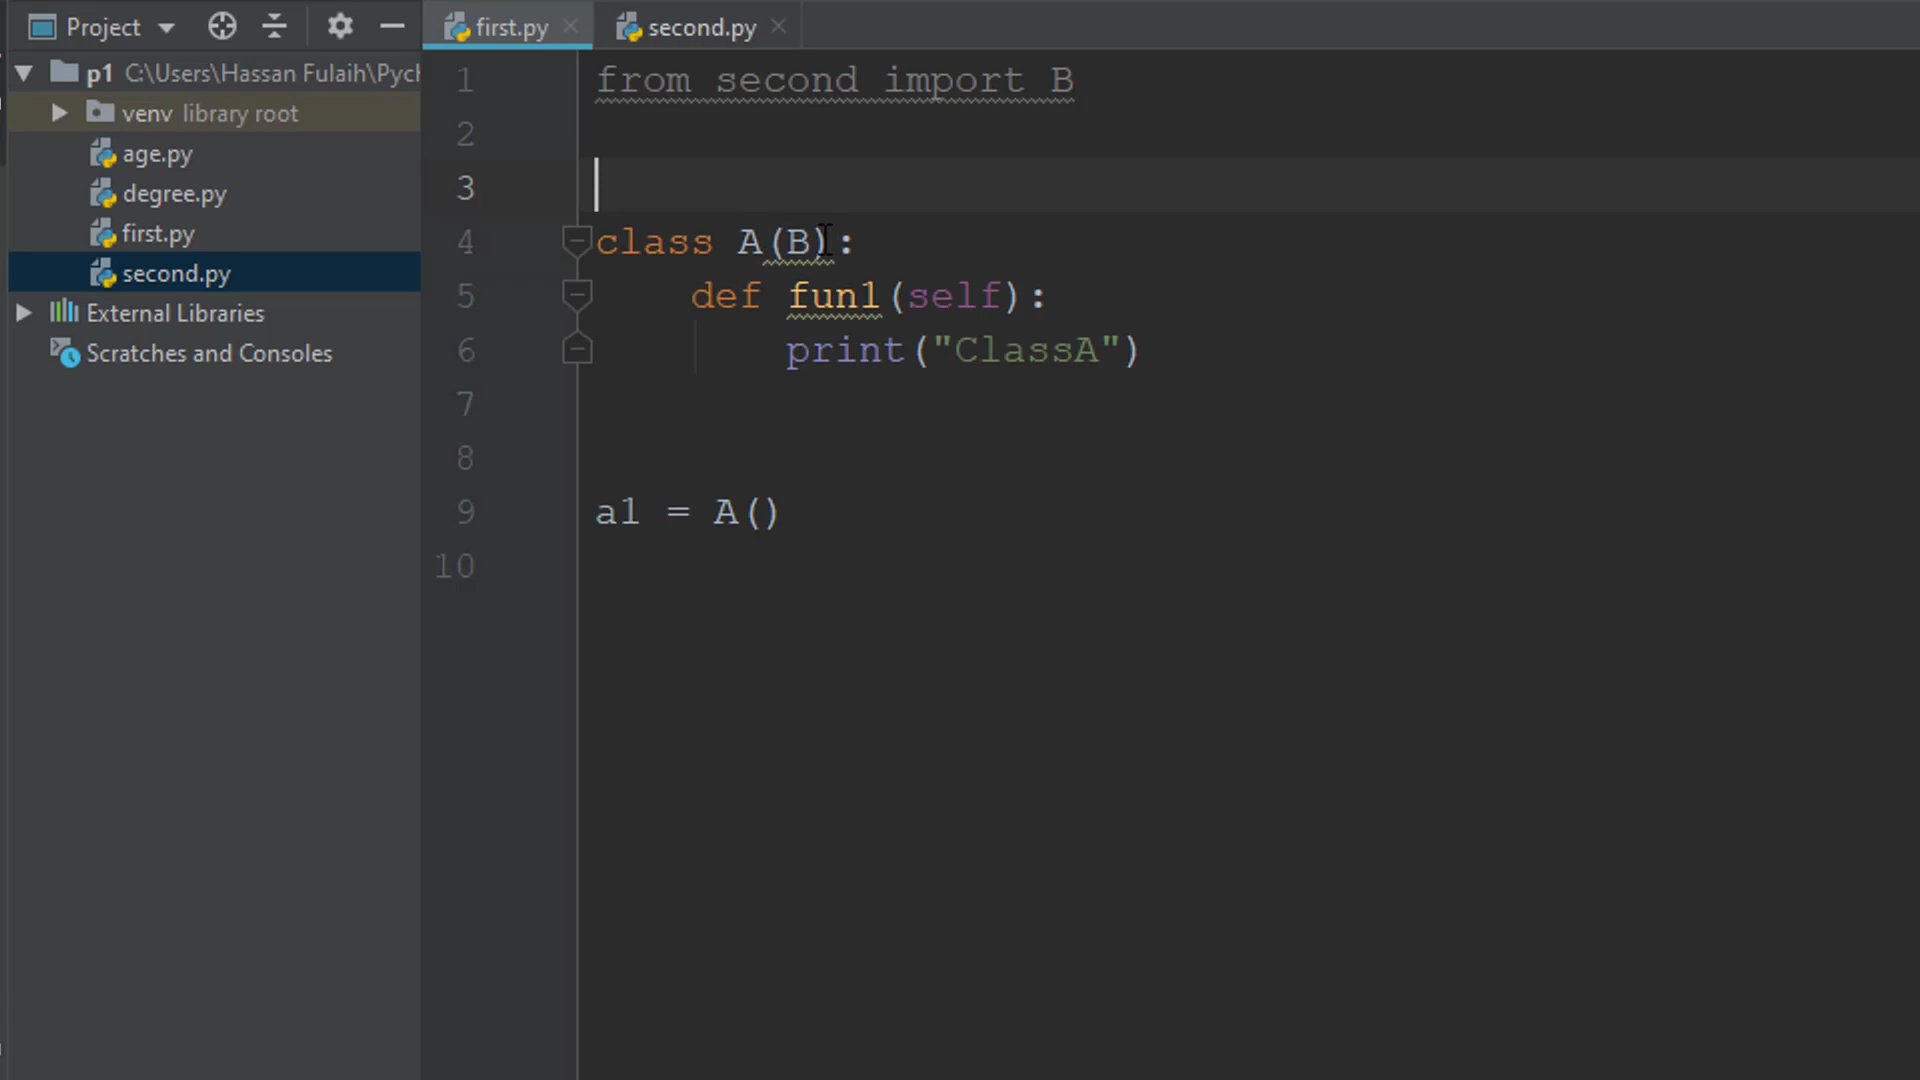 Project
first.py
second.py
p1 C:\Users\Hassan Fulaih\Pycl
venv library root
age.py
degree.py
first.py
second.py
External Libraries
Scratches and Consoles
1 from second import B
2
3
4 class A(B):
5 def fun1(self):
6 print("ClassA")
7
8
9 a1 = A()
10